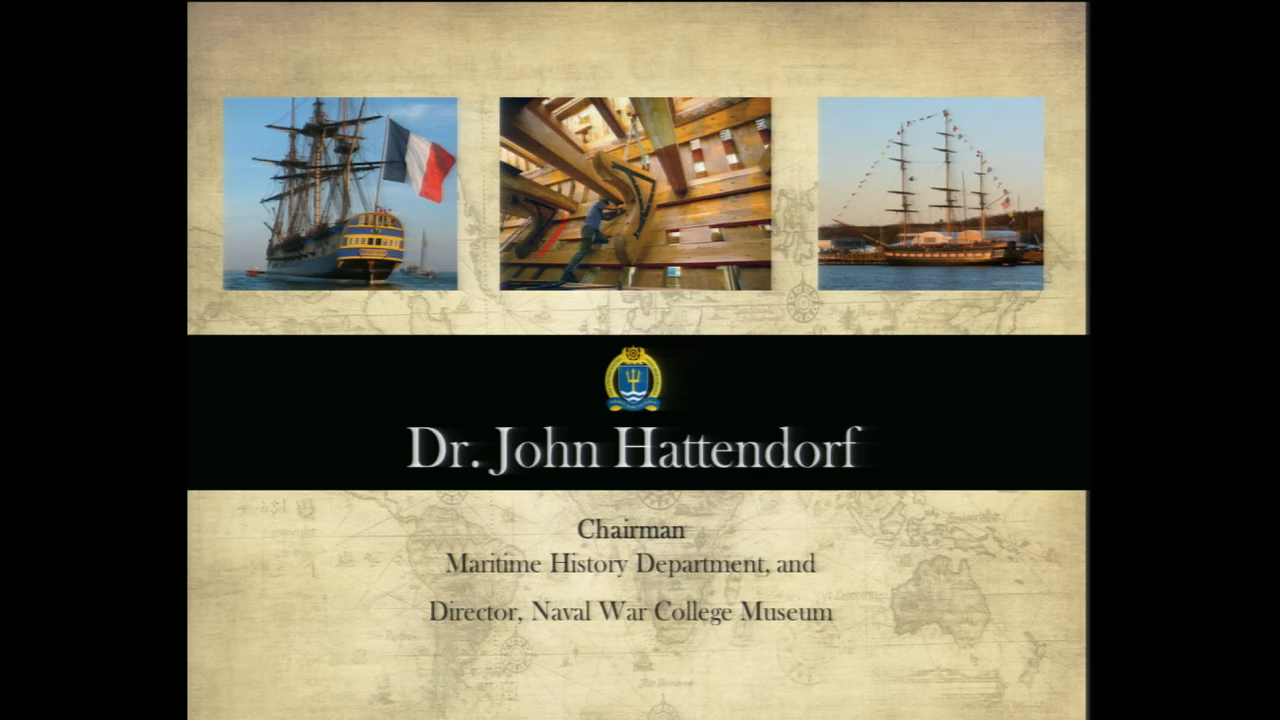 Dr. John Hattendorf
Chairman
Maritime History Department, and
Director, Naval War College Museum